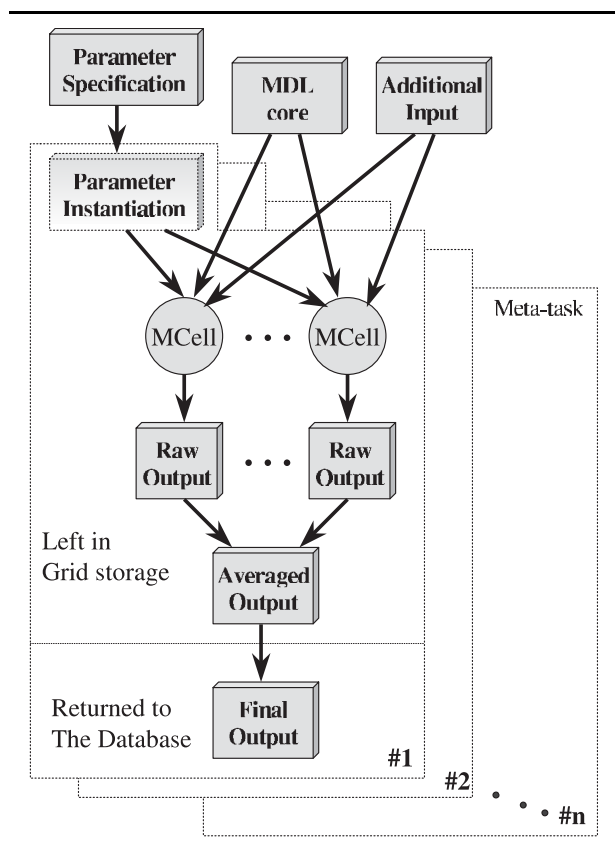 Parameter
Specification
MDL
core
Additional
Input
Parameter
Instantiation
Meta-task
MCell
MCell
Raw
Output
Raw
Output
Left in
Grid storage
Averaged
Output
Returned to
The Database
Final
Output
#1
#2
#n